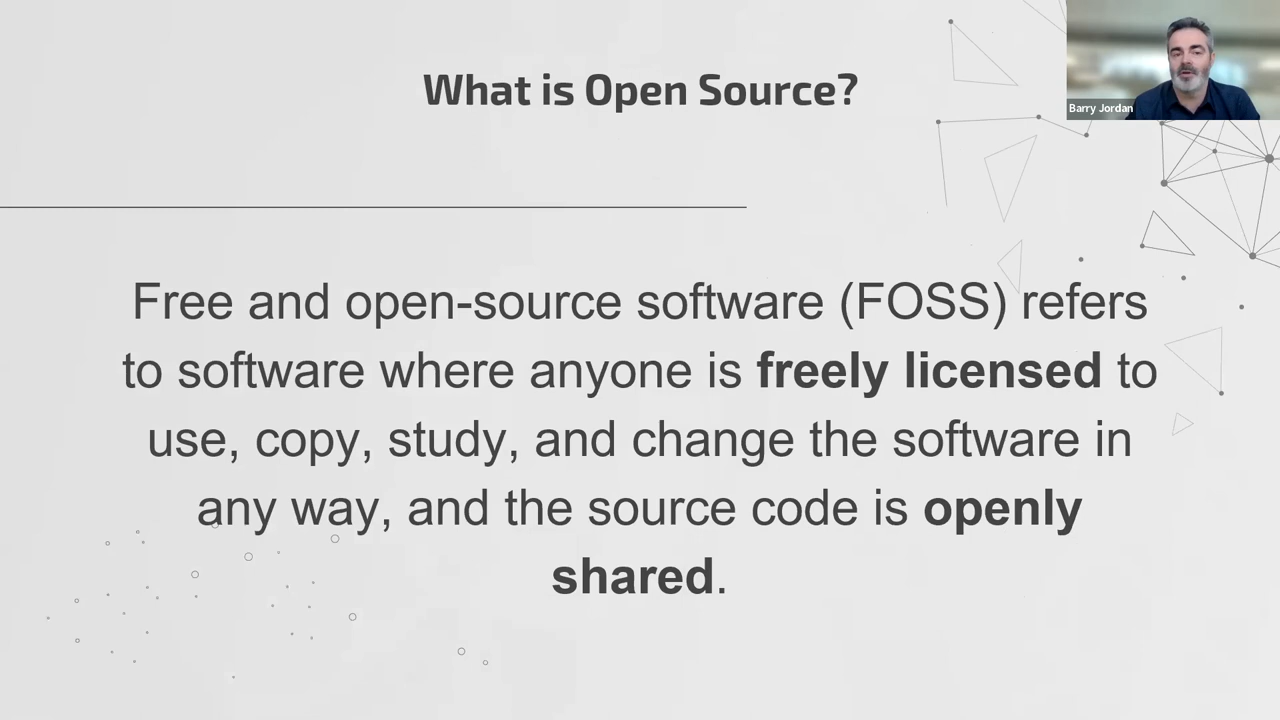 What is Open Source?
Barry Jordan
Free and open-source software (FOSS) refers
to software where anyone is freely licensed to
use, copy, study, and change the software in
any way, and the source code is openly
shared.